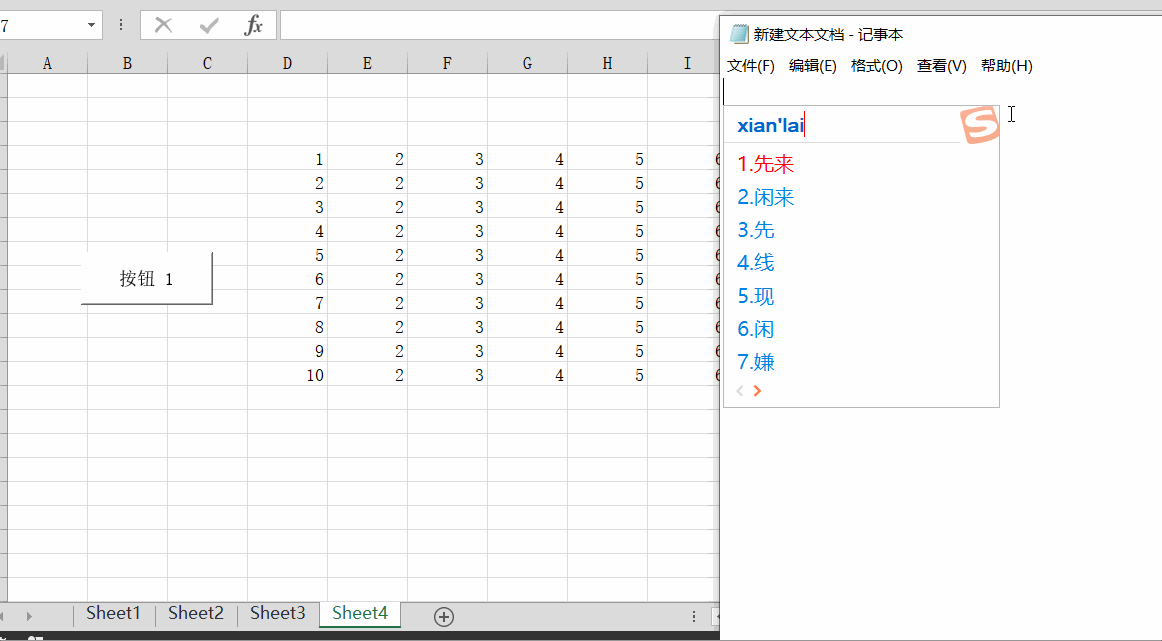 7 fx
A B C D E F G H I
1 2 3 4 5 6
2 2 3 4 5 6
3 2 3 4 5 6
4 2 3 4 5 6
5 2 3 4 5 6
6 2 3 4 5 6
7 2 3 4 5 6
8 2 3 4 5 6
9 2 3 4 5 6
10 2 3 4 5 6
按钮 1
Sheet1 Sheet2 Sheet3 Sheet4
新建文本文档 - 记事本
文件(F) 编辑(E) 格式(O) 查看(V) 帮助(H)
xian'lai
S
1.先来
2.闲来
3.先
4.线
5.现
6.闲
7.嫌